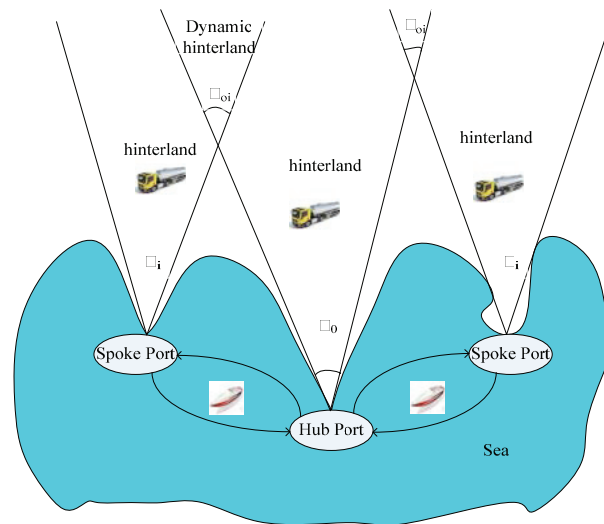 Dynamic
hinterland
□oi
□oi
hinterland
hinterland
hinterland
□i
□i
□0
Spoke Port
Spoke Port
Hub Port
Sea